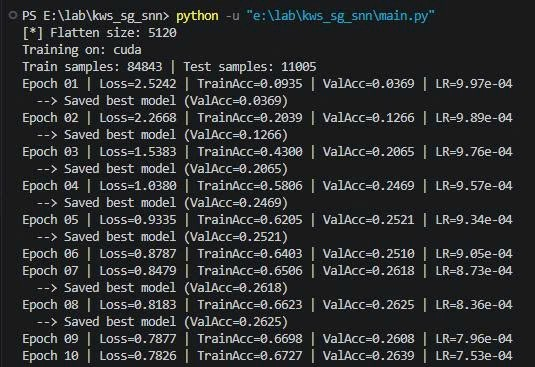 PS E:\lab\kws_sg_snn> python -u "e:\lab\kws_sg_snn\main.py"
[*] Flatten size: 5120
Training on: cuda
Train samples: 84843 | Test samples: 11005
Epoch 01 | Loss=2.5242 | TrainAcc=0.0935 | ValAcc=0.0369 | LR=9.97e-04
--> Saved best model (ValAcc=0.0369)
Epoch 02 | Loss=2.2668 | TrainAcc=0.2039 | ValAcc=0.1266 | LR=9.89e-04
--> Saved best model (ValAcc=0.1266)
Epoch 03 | Loss=1.5383 | TrainAcc=0.4300 | ValAcc=0.2065 | LR=9.76e-04
--> Saved best model (ValAcc=0.2065)
Epoch 04 | Loss=1.0380 | TrainAcc=0.5806 | ValAcc=0.2469 | LR=9.57e-04
--> Saved best model (ValAcc=0.2469)
Epoch 05 | Loss=0.9335 | TrainAcc=0.6205 | ValAcc=0.2521 | LR=9.34e-04
--> Saved best model (ValAcc=0.2521)
Epoch 06 | Loss=0.8787 | TrainAcc=0.6403 | ValAcc=0.2510 | LR=9.05e-04
Epoch 07 | Loss=0.8479 | TrainAcc=0.6506 | ValAcc=0.2618 | LR=8.73e-04
--> Saved best model (ValAcc=0.2618)
Epoch 08 | Loss=0.8183 | TrainAcc=0.6623 | ValAcc=0.2625 | LR=8.36e-04
--> Saved best model (ValAcc=0.2625)
Epoch 09 | Loss=0.7877 | TrainAcc=0.6698 | ValAcc=0.2608 | LR=7.96e-04
Epoch 10 | Loss=0.7826 | TrainAcc=0.6727 | ValAcc=0.2639 | LR=7.53e-04